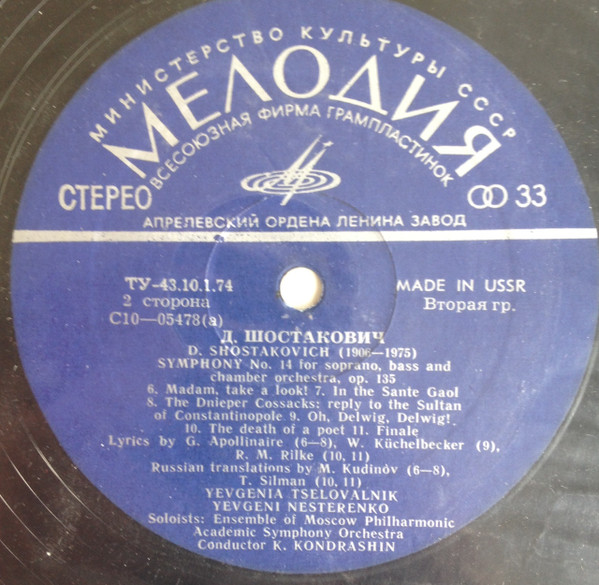 МИНИСТЕРСТВО КУЛЬТУРЫ СССР
МЕЛОДИЯ
ВСЕСОЮЗНАЯ ФИРМА ГРАМПЛАСТИНОК
СТЕРЕО
33
АПРЕЛЕВСКИЙ ОРДЕНА ЛЕНИНА ЗАВОД
ТУ-43.10.1.74
MADE IN USSR
2 сторона
Вторая гр.
С10—05478(а)
Д. ШОСТАКОВИЧ
D. SHOSTAKOVICH (1906—1975)
SYMPHONY No. 14 for soprano, bass and
chamber orchestra, op. 135
6. Madam, take a look! 7. In the Sante Gaol
8. The Dnieper Cossacks: reply to the Sultan
of Constantinopole 9. Oh, Delwig, Delwig!
10. The death of a poet 11. Finale
Lyrics by G. Apollinaire (6—8), W. Küchelbecker (9),
R. M. Rilke (10, 11)
Russian translations by M. Kudinov (6—8),
T. Silman (10, 11)
YEVGENIA TSELOVALNIK
YEVGENI NESTERENKO
Soloists: Ensemble of Moscow Philharmonic
Academic Symphony Orchestra
Conductor K. KONDRASHIN